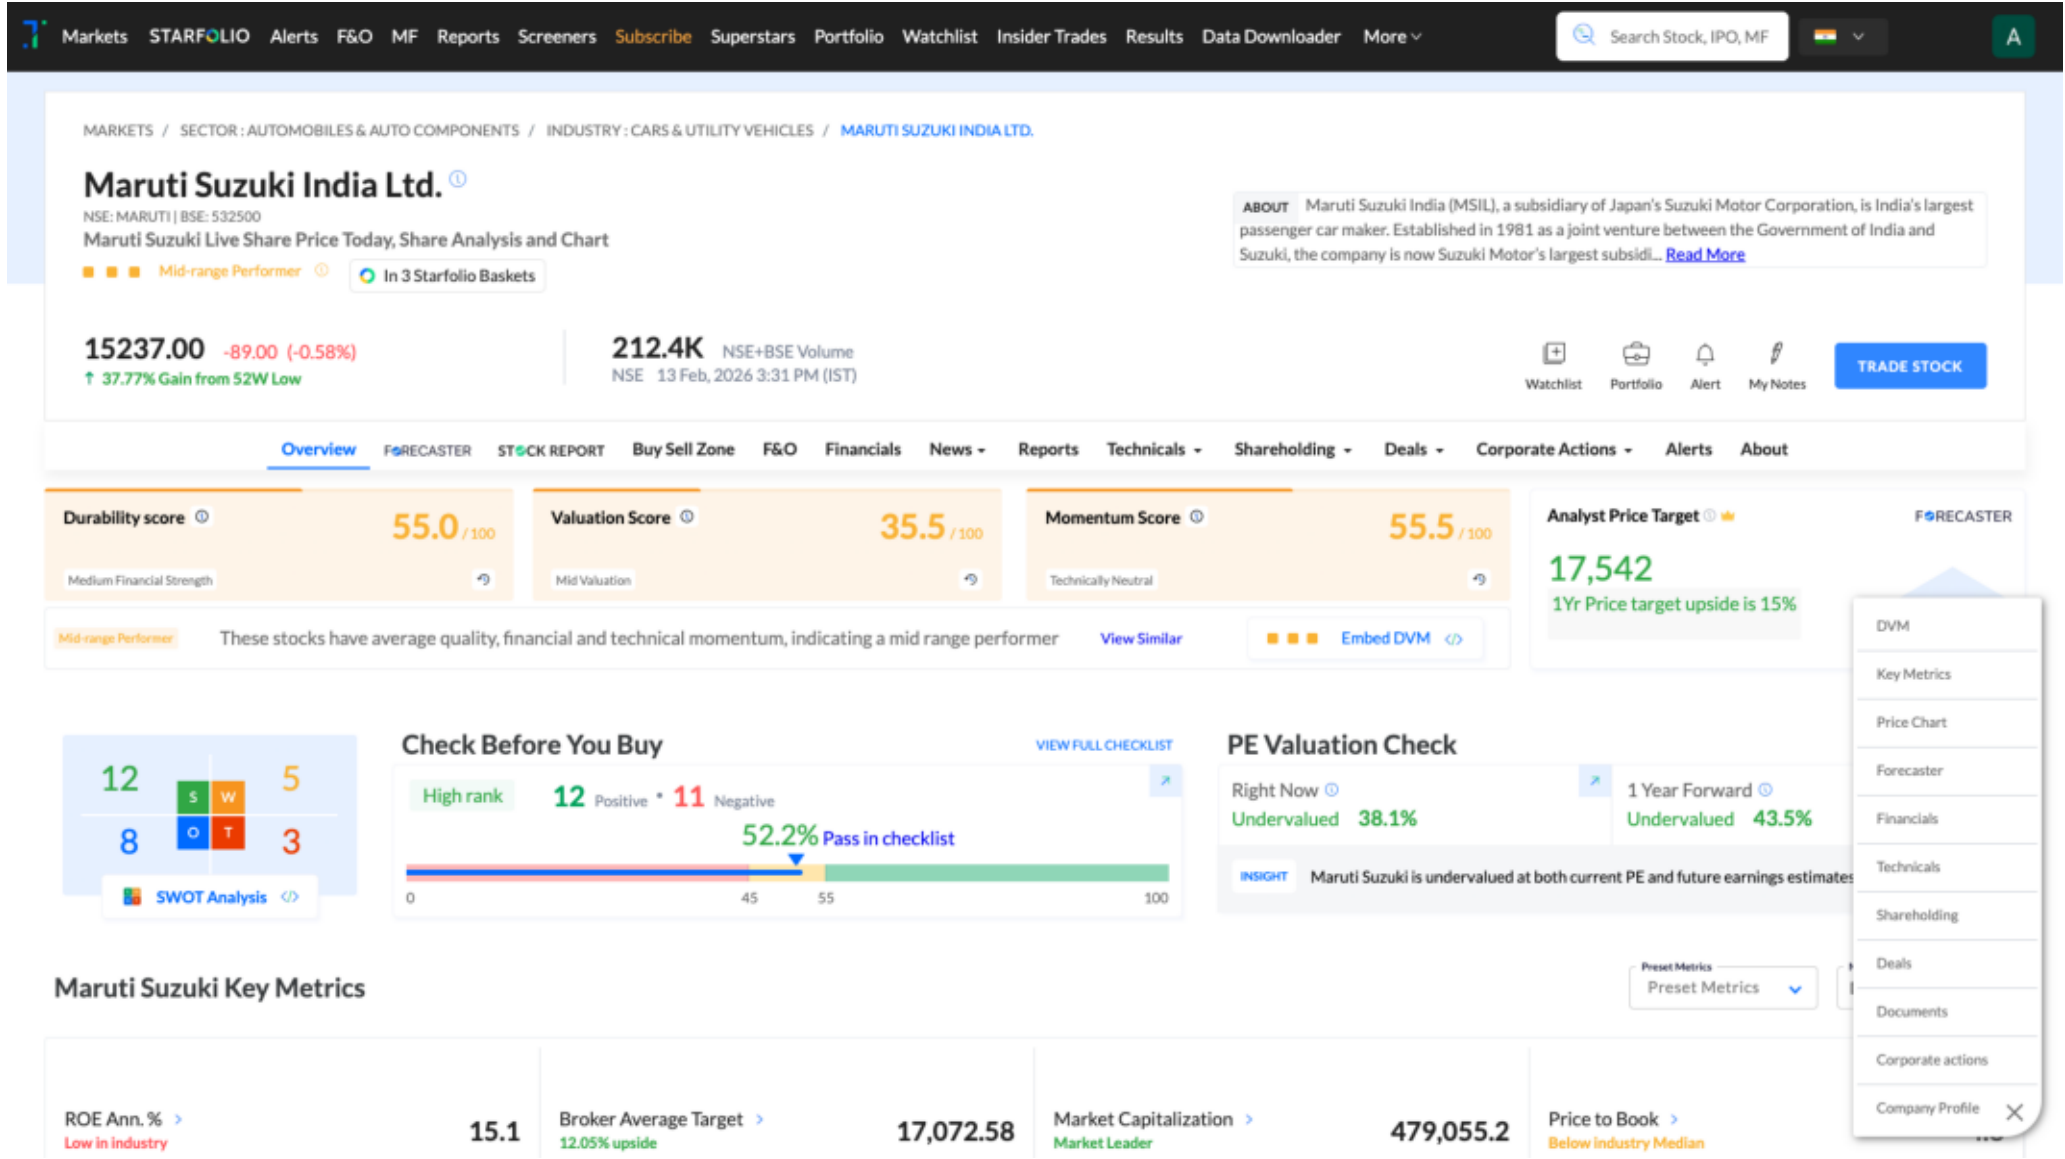 Markets STARFOLIO Alerts F&O MF Reports Screeners Subscribe Superstars Portfolio Watchlist Insider Trades Results Data Downloader More Search Stock, IPO, MF A
MARKETS / SECTOR : AUTOMOBILES & AUTO COMPONENTS / INDUSTRY : CARS & UTILITY VEHICLES / MARUTI SUZUKI INDIA LTD.
Maruti Suzuki India Ltd.
NSE: MARUTI | BSE: 532500
Maruti Suzuki Live Share Price Today, Share Analysis and Chart
Mid-range Performer In 3 Starfolio Baskets
ABOUT Maruti Suzuki India (MSIL), a subsidiary of Japan's Suzuki Motor Corporation, is India's largest
passenger car maker. Established in 1981 as a joint venture between the Government of India and
Suzuki, the company is now Suzuki Motor's largest subsidi... Read More
15237.00 -89.00 (-0.58%)
↑ 37.77% Gain from 52W Low
212.4K NSE+BSE Volume
NSE 13 Feb, 2026 3:31 PM (IST)
Watchlist Portfolio Alert My Notes TRADE STOCK
Overview FORECASTER STOCK REPORT Buy Sell Zone F&O Financials News Reports Technicals Shareholding Deals Corporate Actions Alerts About
Durability score 55.0 / 100
Medium Financial Strength
Valuation Score 35.5 / 100
Mid Valuation
Momentum Score 55.5 / 100
Technically Neutral
Analyst Price Target FORECASTER
17,542
1Yr Price target upside is 15%
Mid-range Performer These stocks have average quality, financial and technical momentum, indicating a mid range performer View Similar Embed DVM </>
12 S W 5
8 O T 3
SWOT Analysis </>
Check Before You Buy VIEW FULL CHECKLIST
High rank 12 Positive • 11 Negative
52.2% Pass in checklist
0 45 55 100
PE Valuation Check
Right Now 1 Year Forward
Undervalued 38.1% Undervalued 43.5%
INSIGHT Maruti Suzuki is undervalued at both current PE and future earnings estimates
DVM
Key Metrics
Price Chart
Forecaster
Financials
Technicals
Shareholding
Deals
Documents
Corporate actions
Company Profile
Maruti Suzuki Key Metrics
Preset Metrics
Preset Metrics
ROE Ann. % 15.1
Low in industry
Broker Average Target 17,072.58
12.05% upside
Market Capitalization 479,055.2
Market Leader
Price to Book
Below industry Median